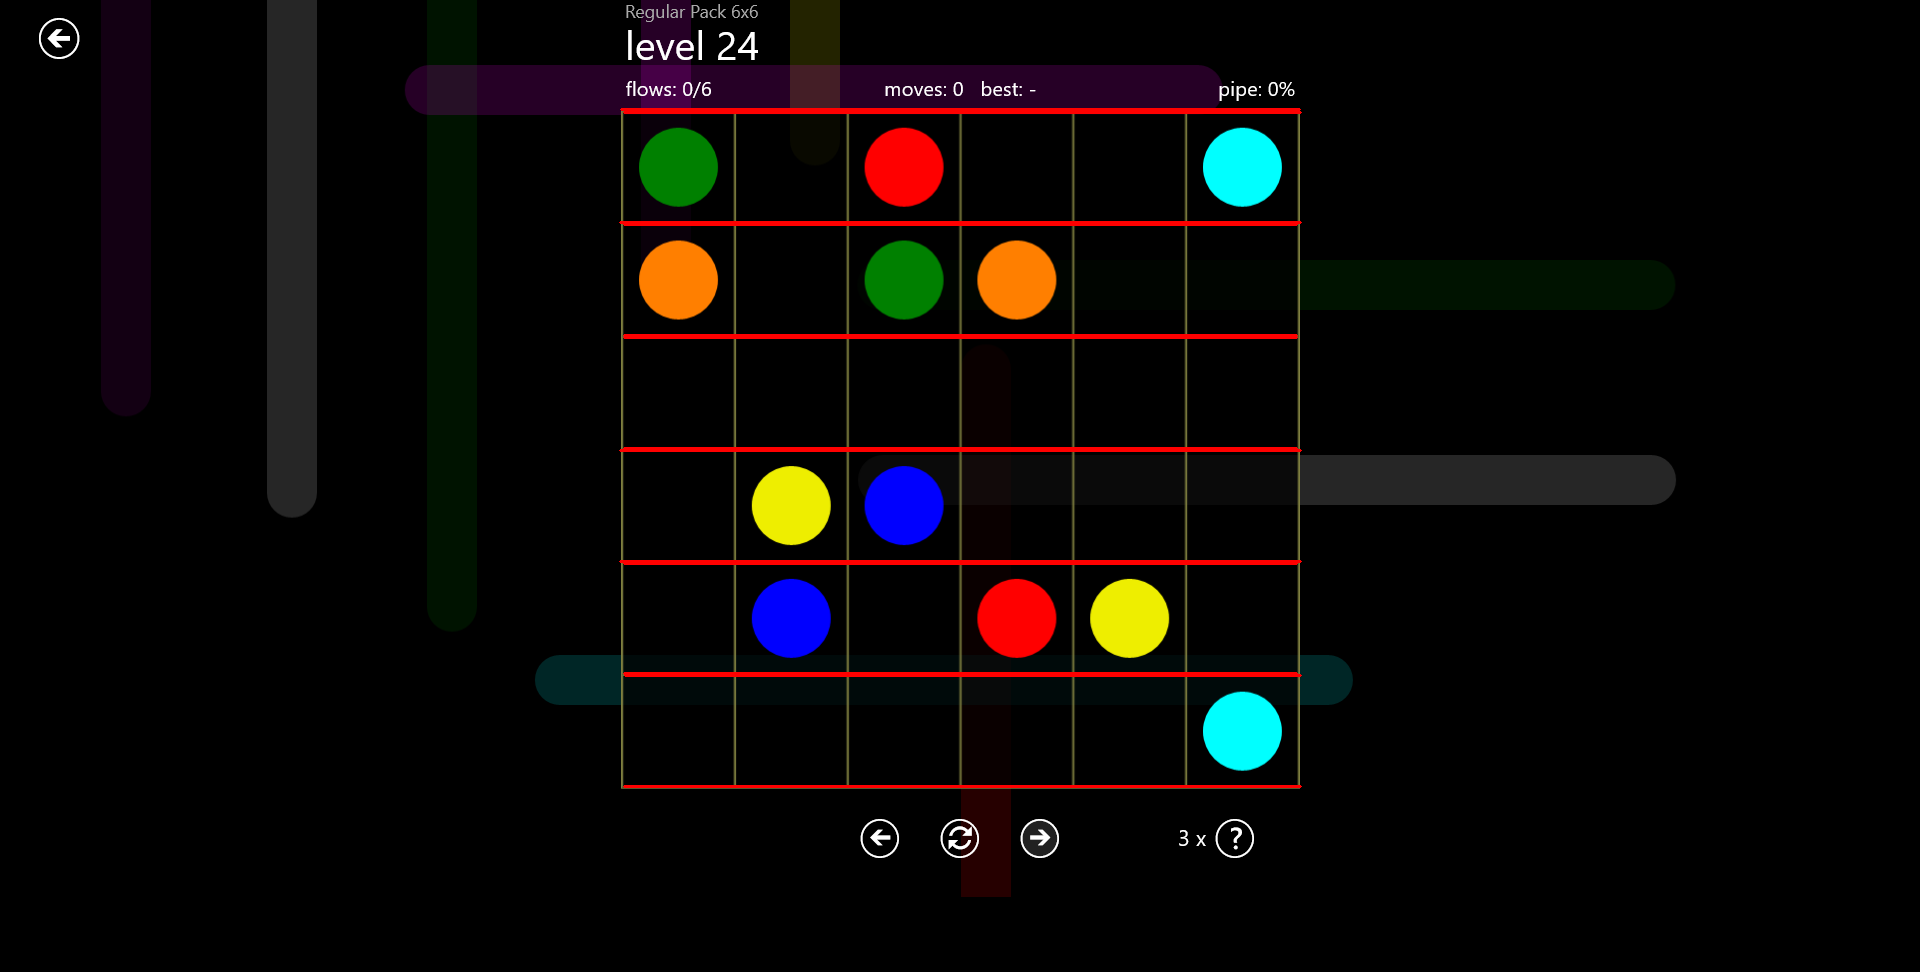 Regular Pack 6x6
level 24
flows: 0/6 moves: 0 best: - pipe: 0%
3 x ?